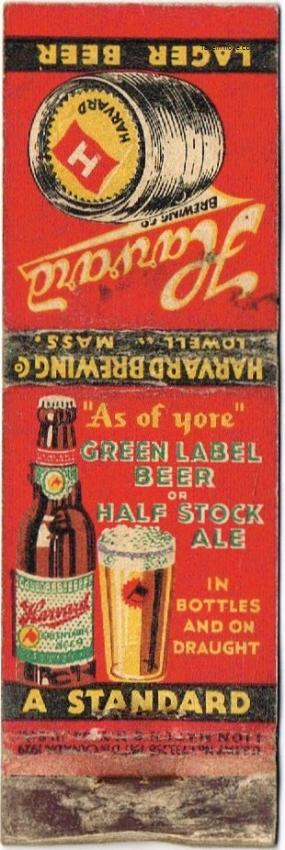 LAGER BEER
HARVARD
H
BREWING CO.
Harvard
LOWELL MASS.
HARVARD BREWING CO
"As of yore"
GREEN LABEL
BEER
OR
HALF STOCK
ALE
IN
BOTTLES
AND ON
DRAUGHT
Harvard
A STANDARD